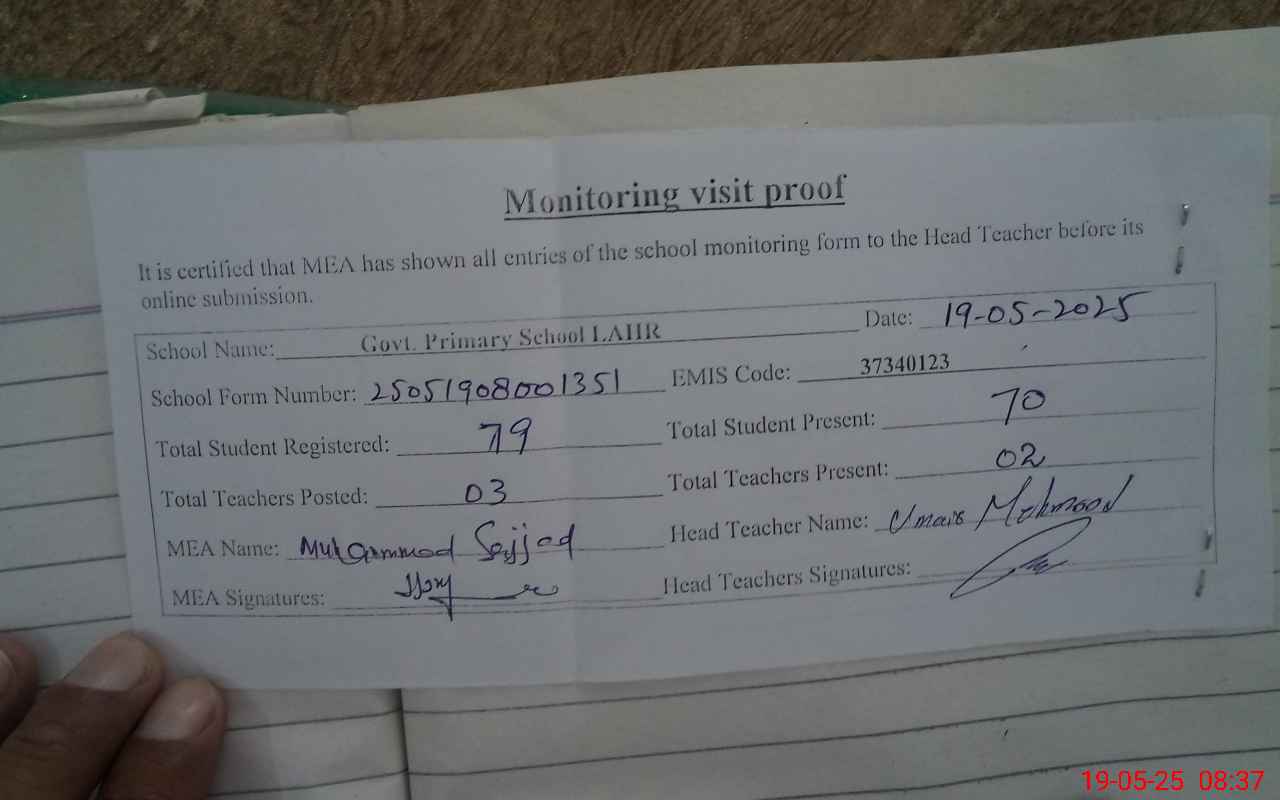 Monitoring visit proof
It is certified that MEA has shown all entries of the school monitoring form to the Head Teacher before its
online submission.
School Name: Govt. Primary School LAHR Date: 19-05-2025
School Form Number: 25051908001351 EMIS Code: 37340123
Total Student Registered: 79 Total Student Present: 70
Total Teachers Posted: 03 Total Teachers Present: 02
MEA Name: Muhammad Sajjad Head Teacher Name: Umais Mehmood
MEA Signatures: Head Teachers Signatures:
19-05-25 08:37